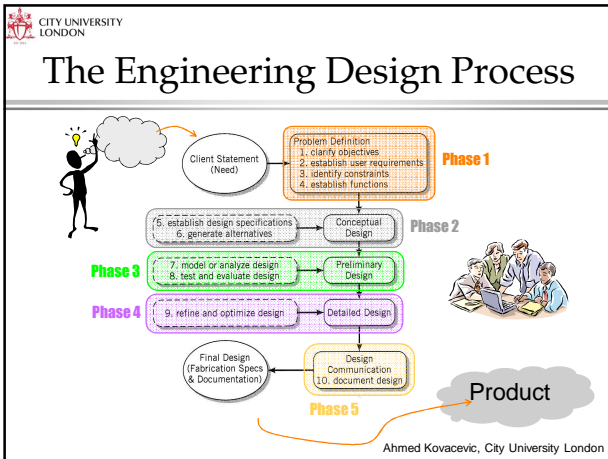 CITY UNIVERSITY
LONDON
The Engineering Design Process
Client Statement
(Need)
Problem Definition
1. clarify objectives
2. establish user requirements
3. identify constraints
4. establish functions
Phase 1
5. establish design specifications
6. generate alternatives
Conceptual
Design
Phase 2
Phase 3
7. model or analyze design
8. test and evaluate design
Preliminary
Design
Phase 4
9. refine and optimize design
Detailed Design
Final Design
(Fabrication Specs
& Documentation)
Design
Communication
10. document design
Phase 5
Product
Ahmed Kovacevic, City University London